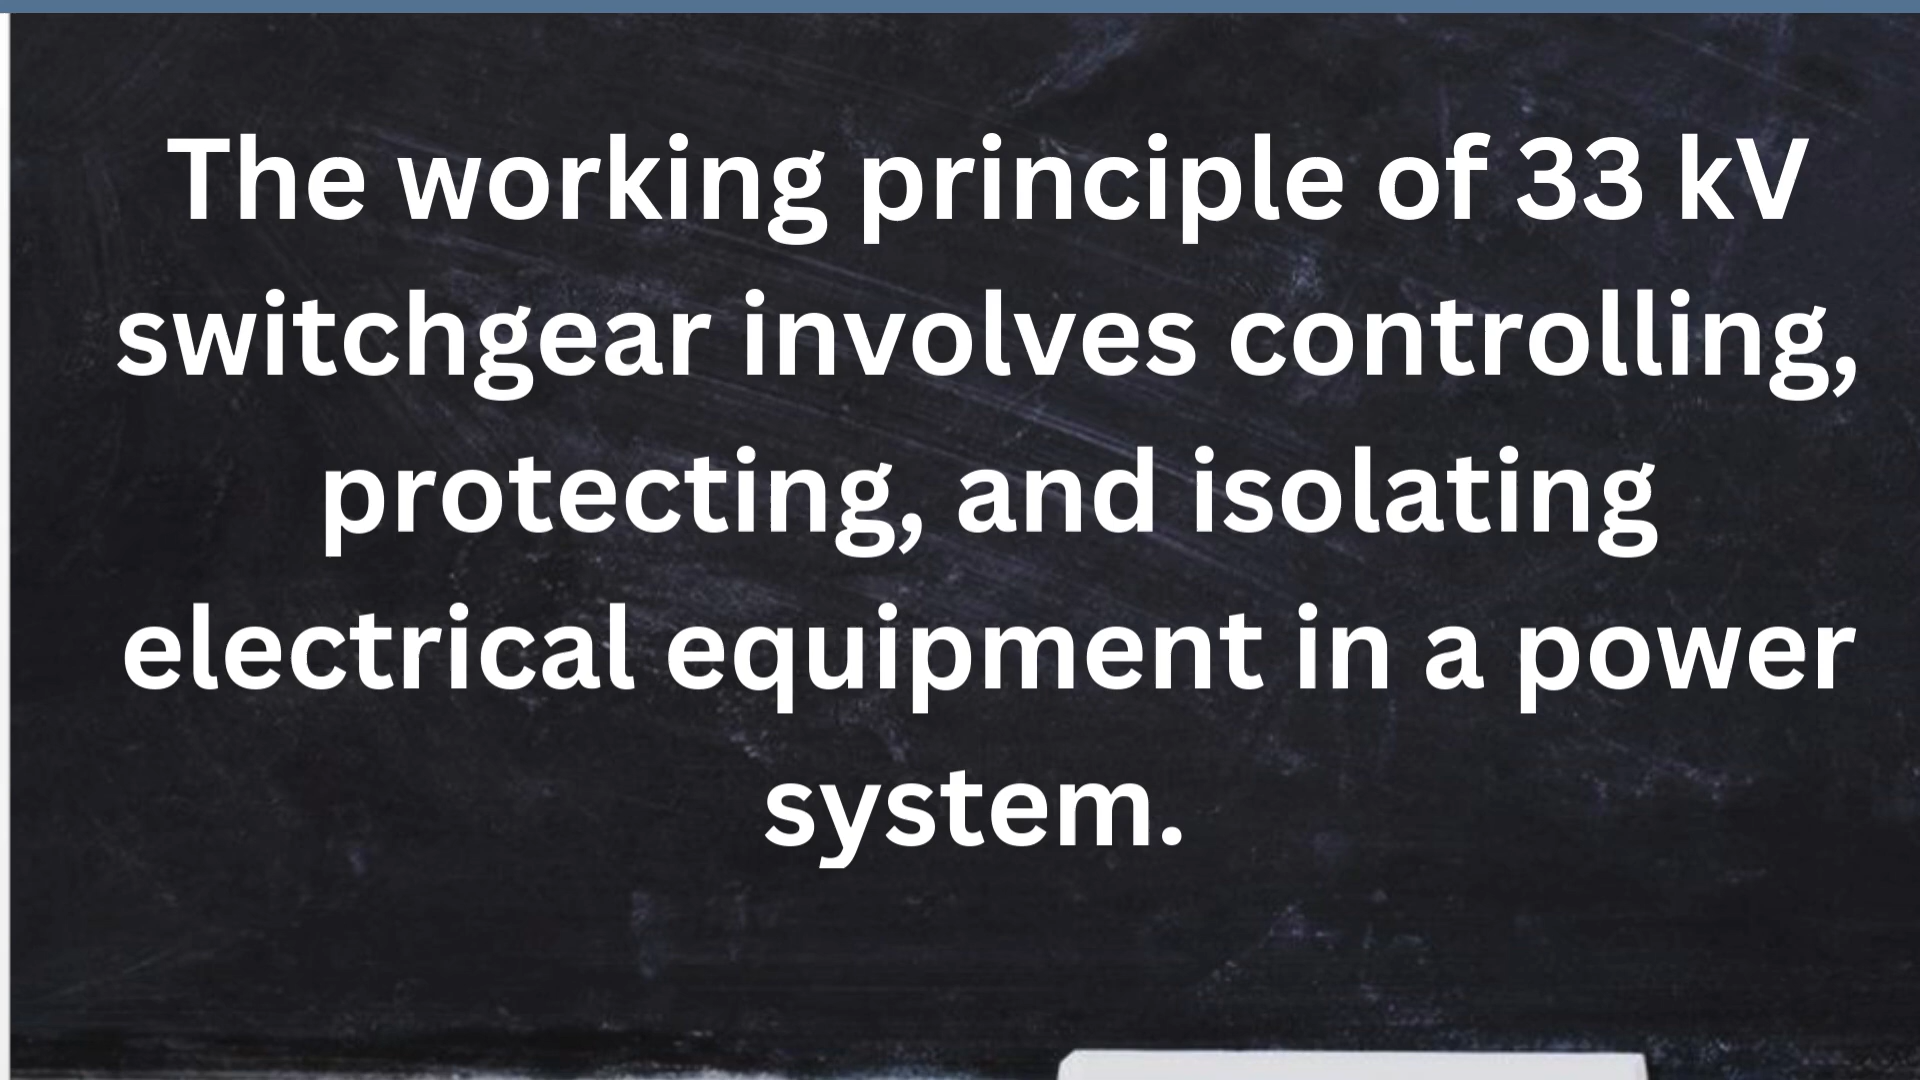 The working principle of 33 kV
switchgear involves controlling,
protecting, and isolating
electrical equipment in a power
system.